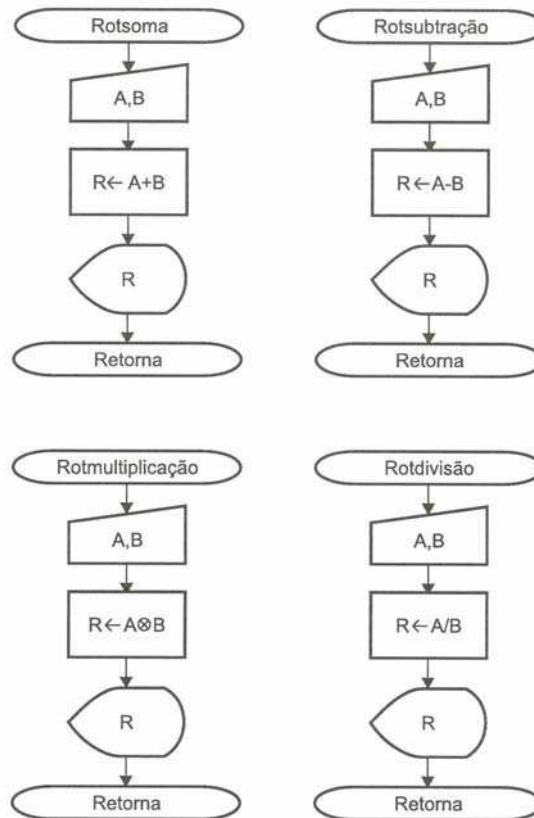 Rotsoma
A,B
R← A+B
R
Retorna
Rotsubtração
A,B
R←A-B
R
Retorna
Rotmultiplicação
A,B
R←A⊗B
R
Retorna
Rotdivisão
A,B
R←A/B
R
Retorna